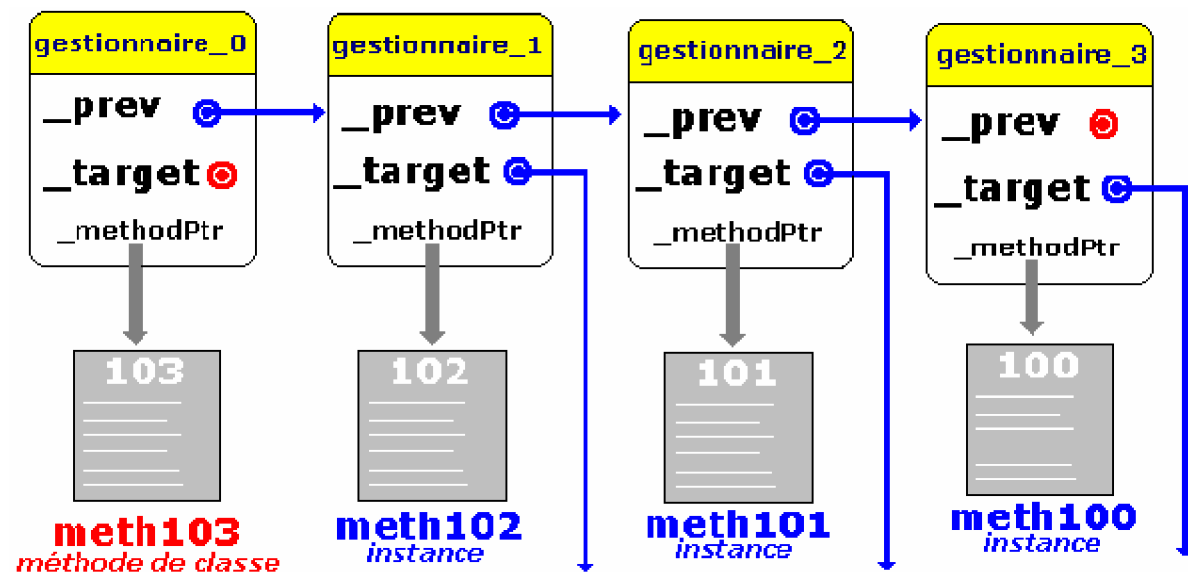 gestionnaire_0
_prev
_target
_methodPtr
103
meth103
méthode de classe
gestionnaire_1
_prev
_target
_methodPtr
102
meth102
instance
gestionnaire_2
_prev
_target
_methodPtr
101
meth101
instance
gestionnaire_3
_prev
_target
_methodPtr
100
meth100
instance